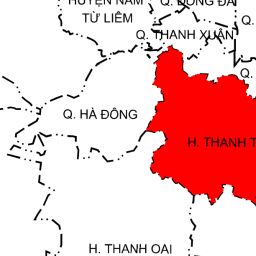 HUYỆN NAM
TỪ LIÊM
Q. ĐỐNG ĐA
Q.
Q. THANH XUÂN
Q.
Q. HÀ ĐÔNG
H. THANH T
H. THANH OAI